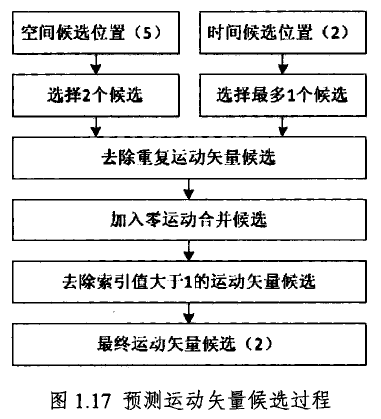 空间候选位置（5）
时间候选位置（2）
选择2个候选
选择最多1个候选
去除重复运动矢量候选
加入零运动合并候选
去除索引值大于1的运动矢量候选
最终运动矢量候选（2）
图 1.17 预测运动矢量候选过程